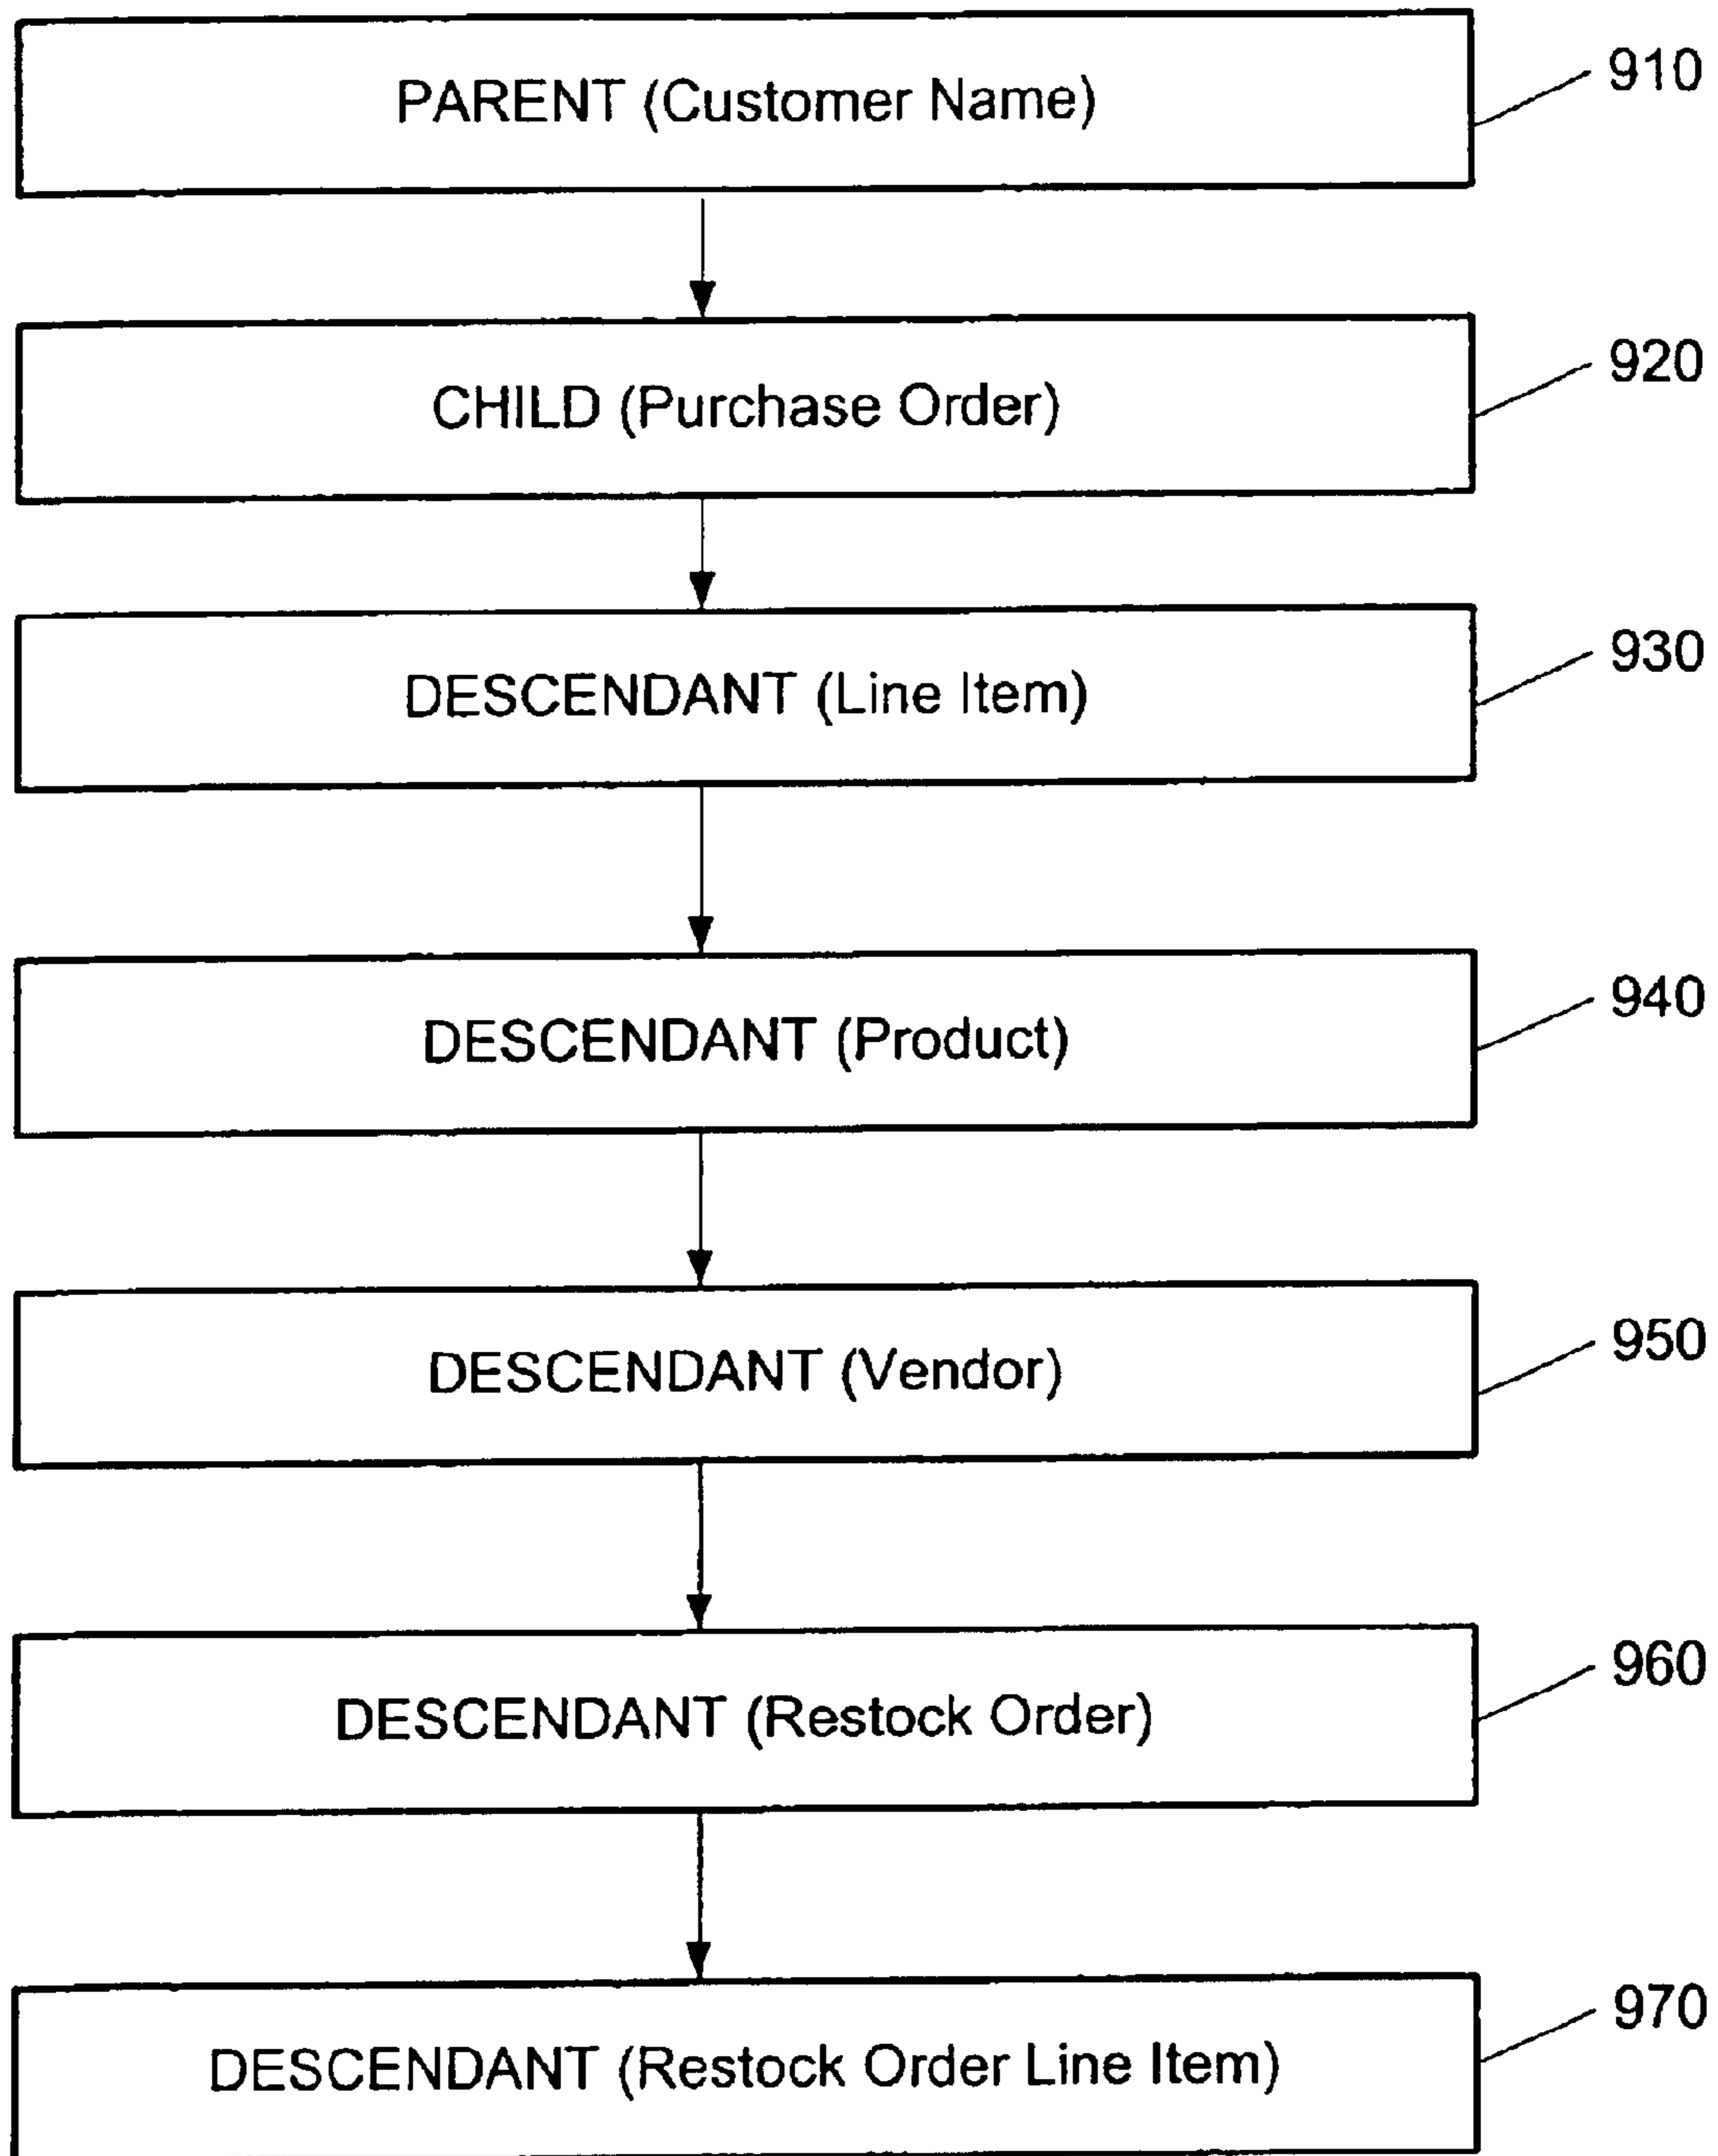 PARENT (Customer Name)
910
CHILD (Purchase Order)
920
DESCENDANT (Line Item)
930
DESCENDANT (Product)
940
DESCENDANT (Vendor)
950
DESCENDANT (Restock Order)
960
DESCENDANT (Restock Order Line Item)
970